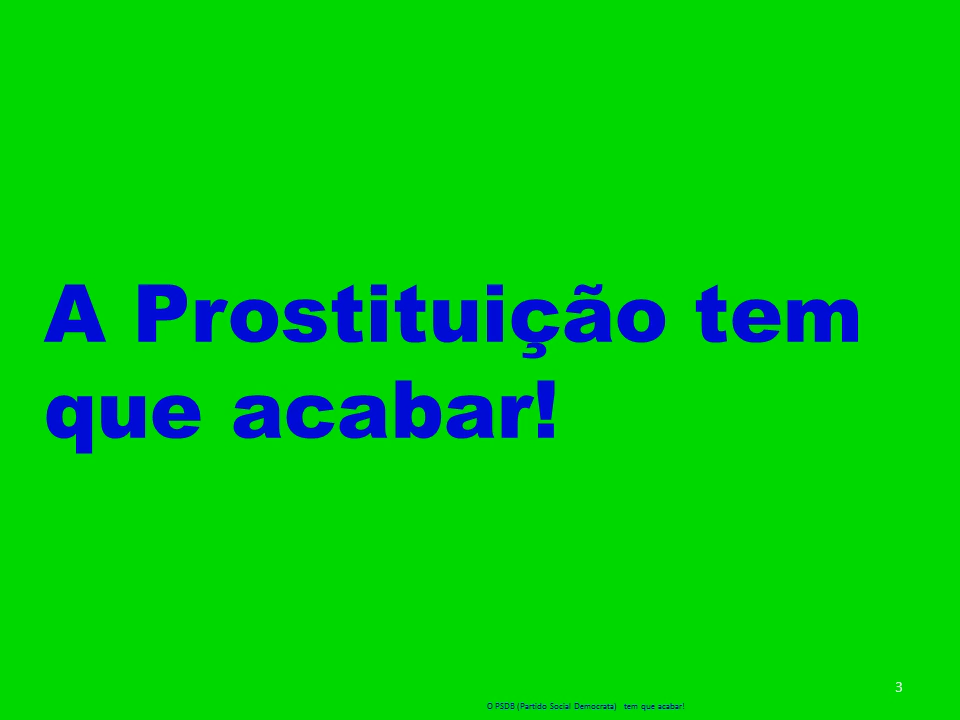 A Prostituição tem
que acabar!
3
O PSDB (Partido Social Democrata) tem que acabar!